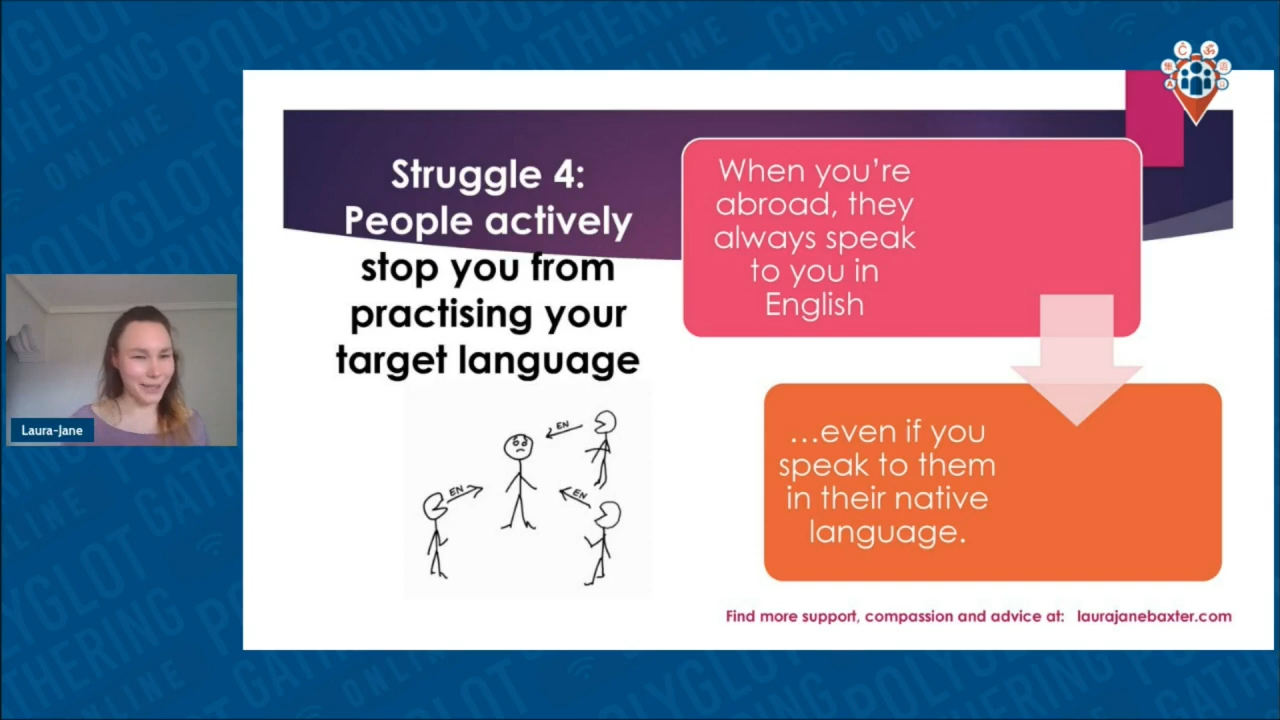 Struggle 4:
People actively
stop you from
practising your
target language
When you're
abroad, they
always speak
to you in
English
…even if you
speak to them
in their native
language.
EN
EN
EN
Find more support, compassion and advice at: laurajanebaxter.com
Laura-Jane
POLYGLOT
GATHERING
ONLINE